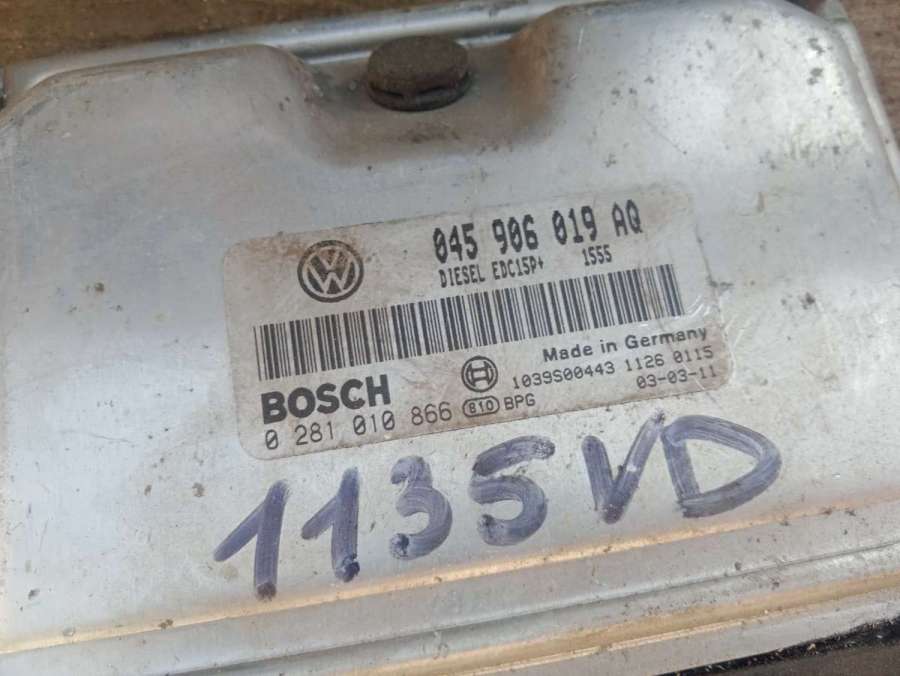 045 906 019 AQ
DIESEL EDC15P+ 1555
Made in Germany
BOSCH
1039S00443 1126 0115
0 281 010 866 810 BPG 03-03-11
1135VD